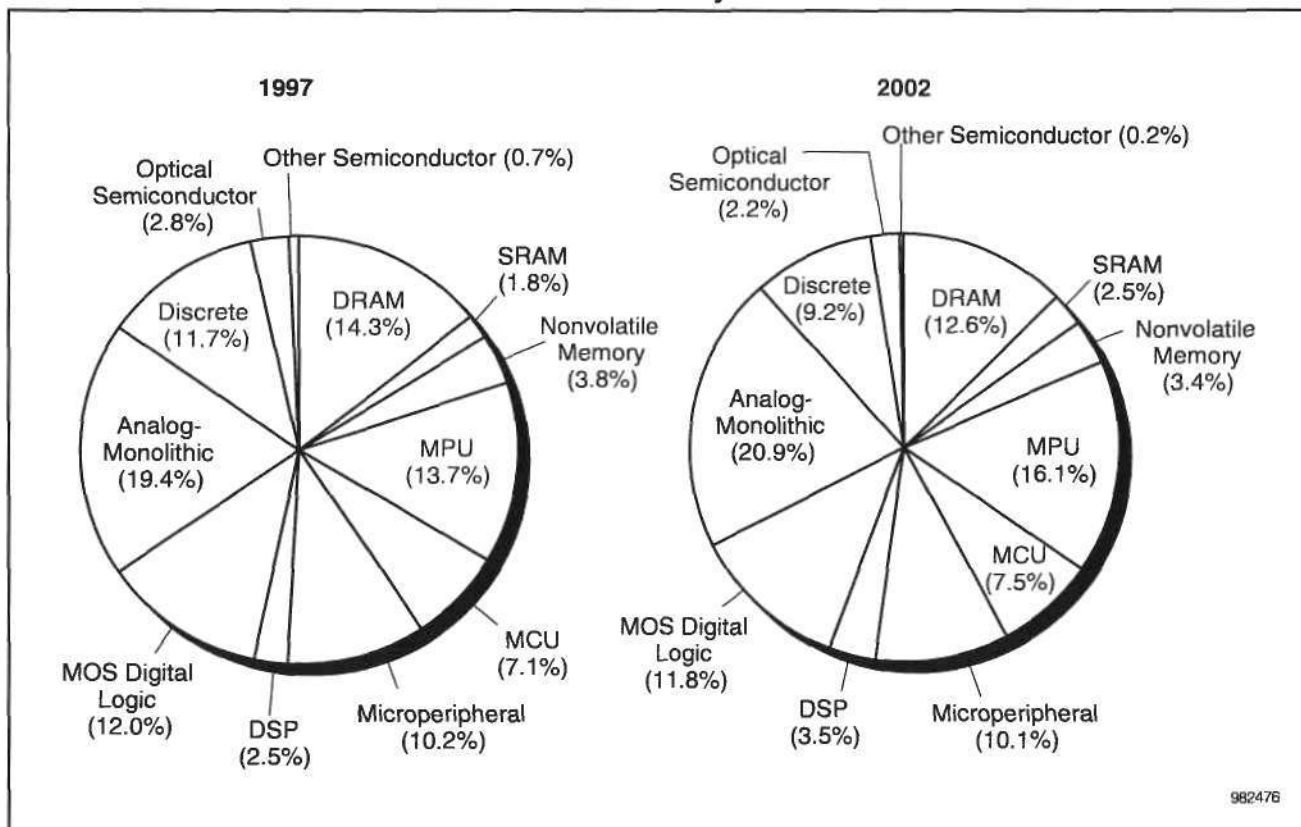 1997
Other Semiconductor (0.7%)
Optical
Semiconductor
(2.8%)
SRAM
(1.8%)
Discrete
(11.7%)
DRAM
(14.3%)
Nonvolatile
Memory
(3.8%)
Analog-
Monolithic
(19.4%)
MPU
(13.7%)
MCU
(7.1%)
MOS Digital
Logic
(12.0%)
DSP
(2.5%)
Microperipheral
(10.2%)
2002
Other Semiconductor (0.2%)
Optical
Semiconductor
(2.2%)
SRAM
(2.5%)
Discrete
(9.2%)
DRAM
(12.6%)
Nonvolatile
Memory
(3.4%)
Analog-
Monolithic
(20.9%)
MPU
(16.1%)
MCU
(7.5%)
MOS Digital
Logic
(11.8%)
DSP
(3.5%)
Microperipheral
(10.1%)
982476